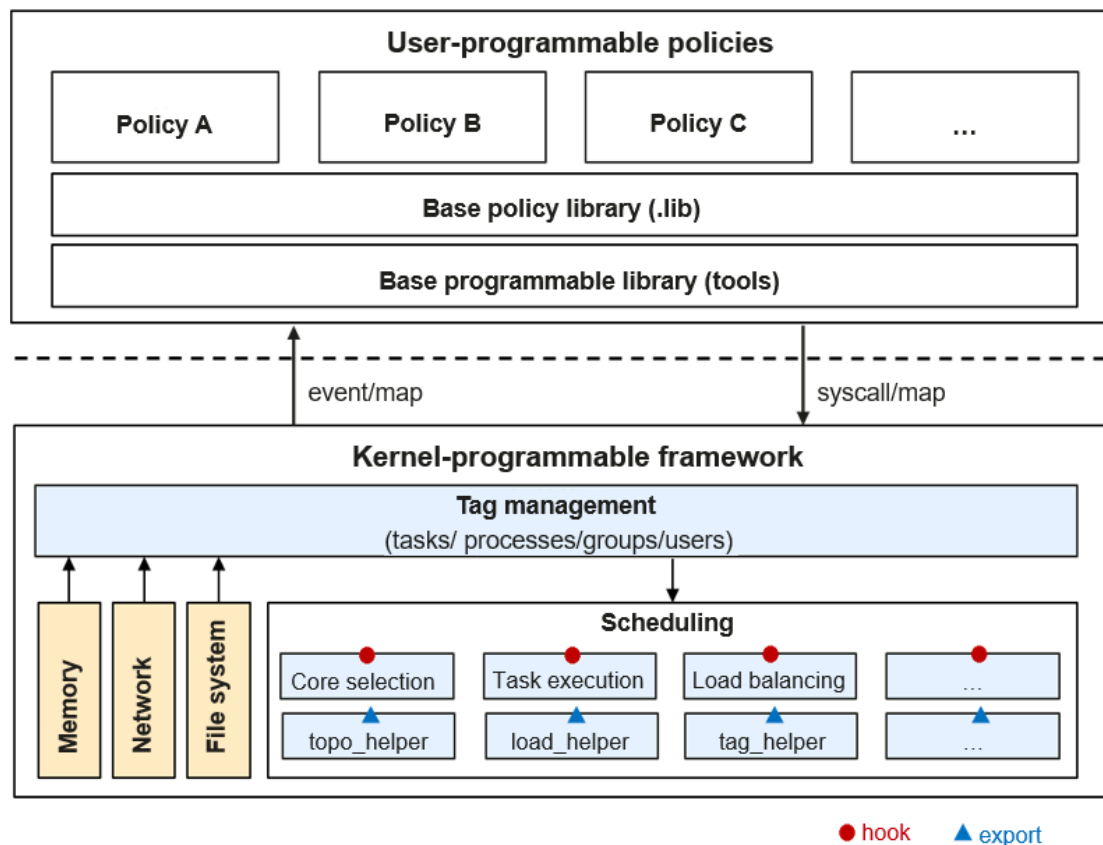 User-programmable policies
Policy A
Policy B
Policy C
...
Base policy library (.lib)
Base programmable library (tools)
event/map
syscall/map
Kernel-programmable framework
Tag management
(tasks/ processes/groups/users)
Memory
Network
File system
Scheduling
Core selection
Task execution
Load balancing
...
topo_helper
load_helper
tag_helper
...
hook
export